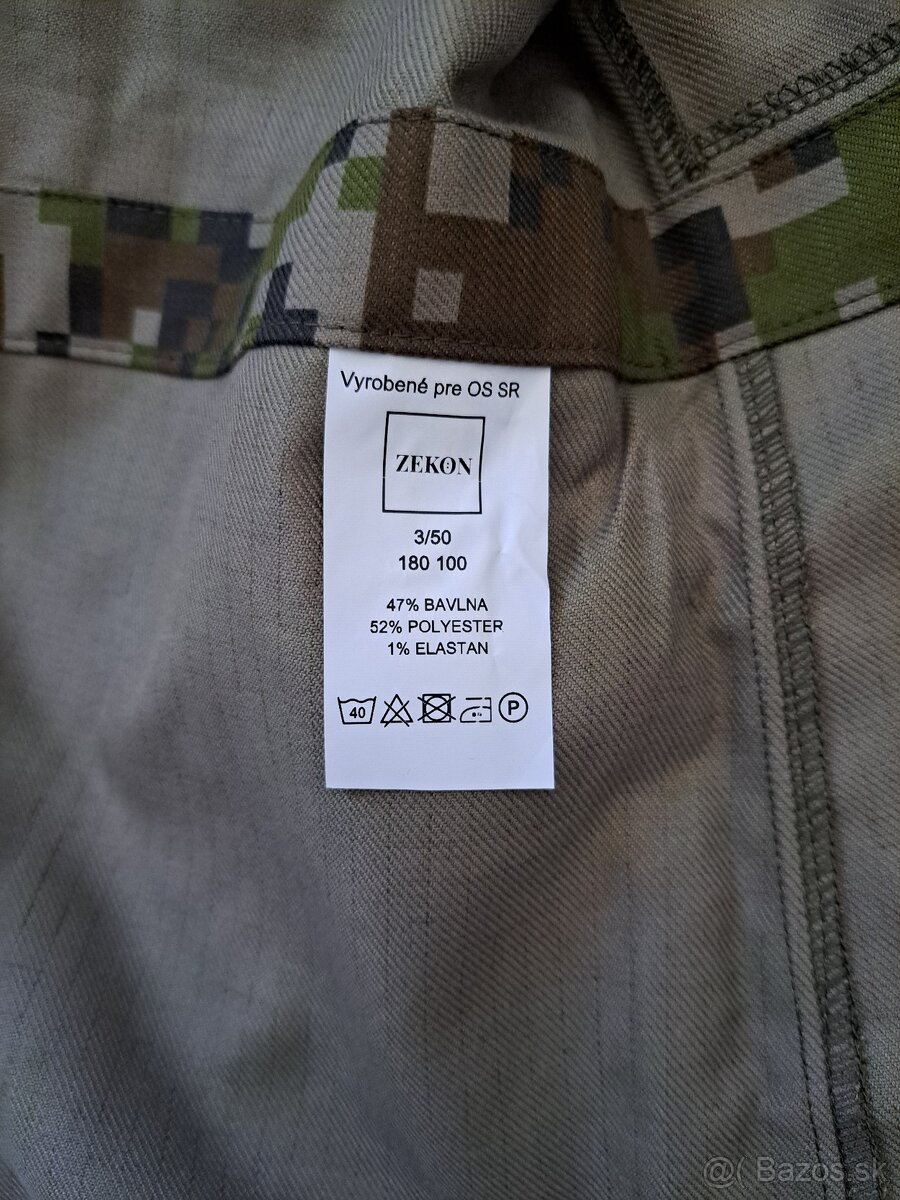 Vyrobené pre OS SR
ZEKON
3/50
180 100
47% BAVLNA
52% POLYESTER
1% ELASTAN
40 P
@( Bazos.sk